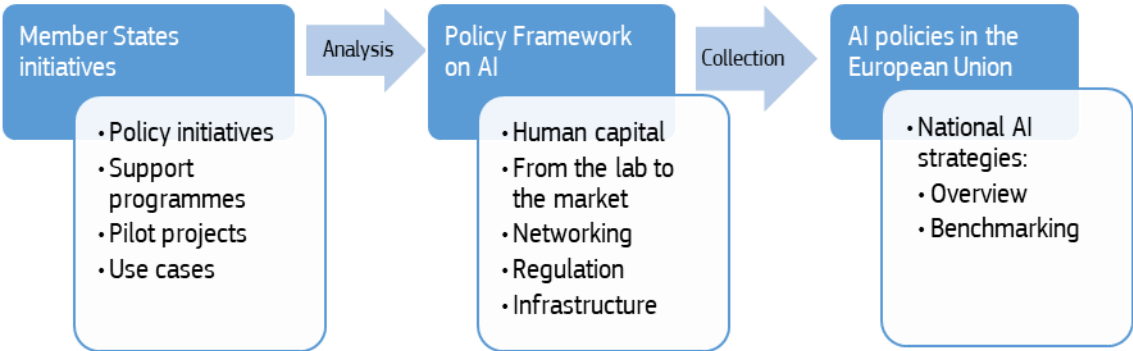 Member States
initiatives
• Policy initiatives
• Support
programmes
• Pilot projects
• Use cases
Analysis
Policy Framework
on AI
• Human capital
• From the lab to
the market
• Networking
• Regulation
• Infrastructure
Collection
AI policies in the
European Union
• National AI
strategies:
• Overview
• Benchmarking